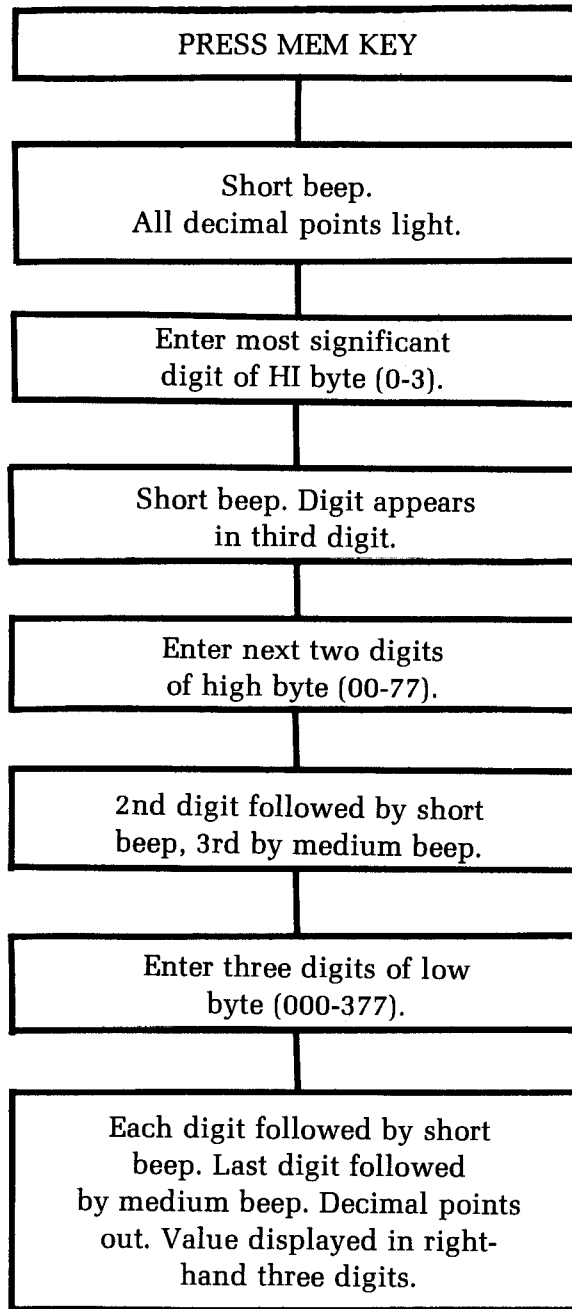 PRESS MEM KEY
Short beep.
All decimal points light.
Enter most significant
digit of HI byte (0-3).
Short beep. Digit appears
in third digit.
Enter next two digits
of high byte (00-77).
2nd digit followed by short
beep, 3rd by medium beep.
Enter three digits of low
byte (000-377).
Each digit followed by short
beep. Last digit followed
by medium beep. Decimal points
out. Value displayed in right-
hand three digits.